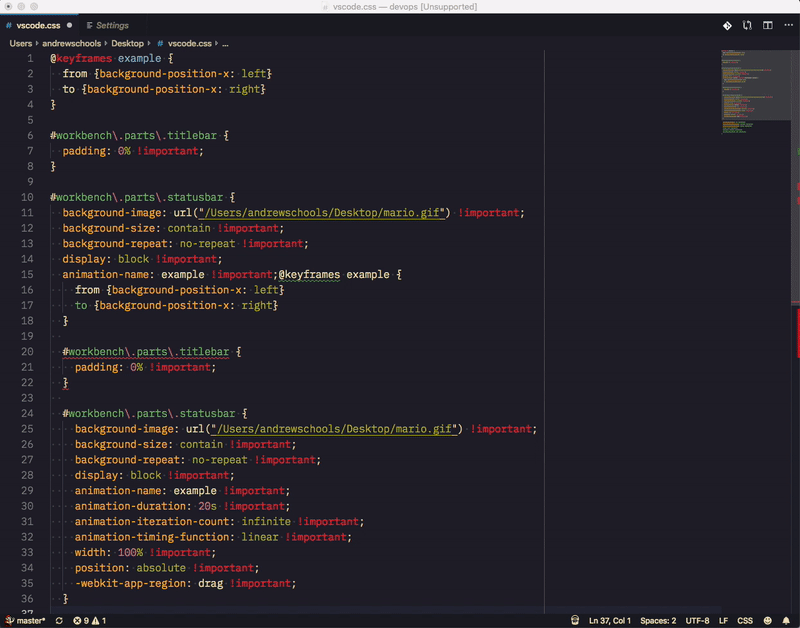 vscode.css — devops [Unsupported]
# vscode.css ● Settings
Users › andrewschools › Desktop › # vscode.css › ...
1 @keyframes example {
2 from {background-position-x: left}
3 to {background-position-x: right}
4 }
5
6 #workbench\.parts\.titlebar {
7 padding: 0% !important;
8 }
9
10 #workbench\.parts\.statusbar {
11 background-image: url("/Users/andrewschools/Desktop/mario.gif") !important;
12 background-size: contain !important;
13 background-repeat: no-repeat !important;
14 display: block !important;
15 animation-name: example !important;@keyframes example {
16 from {background-position-x: left}
17 to {background-position-x: right}
18 }
19
20 #workbench\.parts\.titlebar {
21 padding: 0% !important;
22 }
23
24 #workbench\.parts\.statusbar {
25 background-image: url("/Users/andrewschools/Desktop/mario.gif") !important;
26 background-size: contain !important;
27 background-repeat: no-repeat !important;
28 display: block !important;
29 animation-name: example !important;
30 animation-duration: 20s !important;
31 animation-iteration-count: infinite !important;
32 animation-timing-function: linear !important;
33 width: 100% !important;
34 position: absolute !important;
35 -webkit-app-region: drag !important;
36 }
37
master* 9 1 Ln 37, Col 1 Spaces: 2 UTF-8 LF CSS